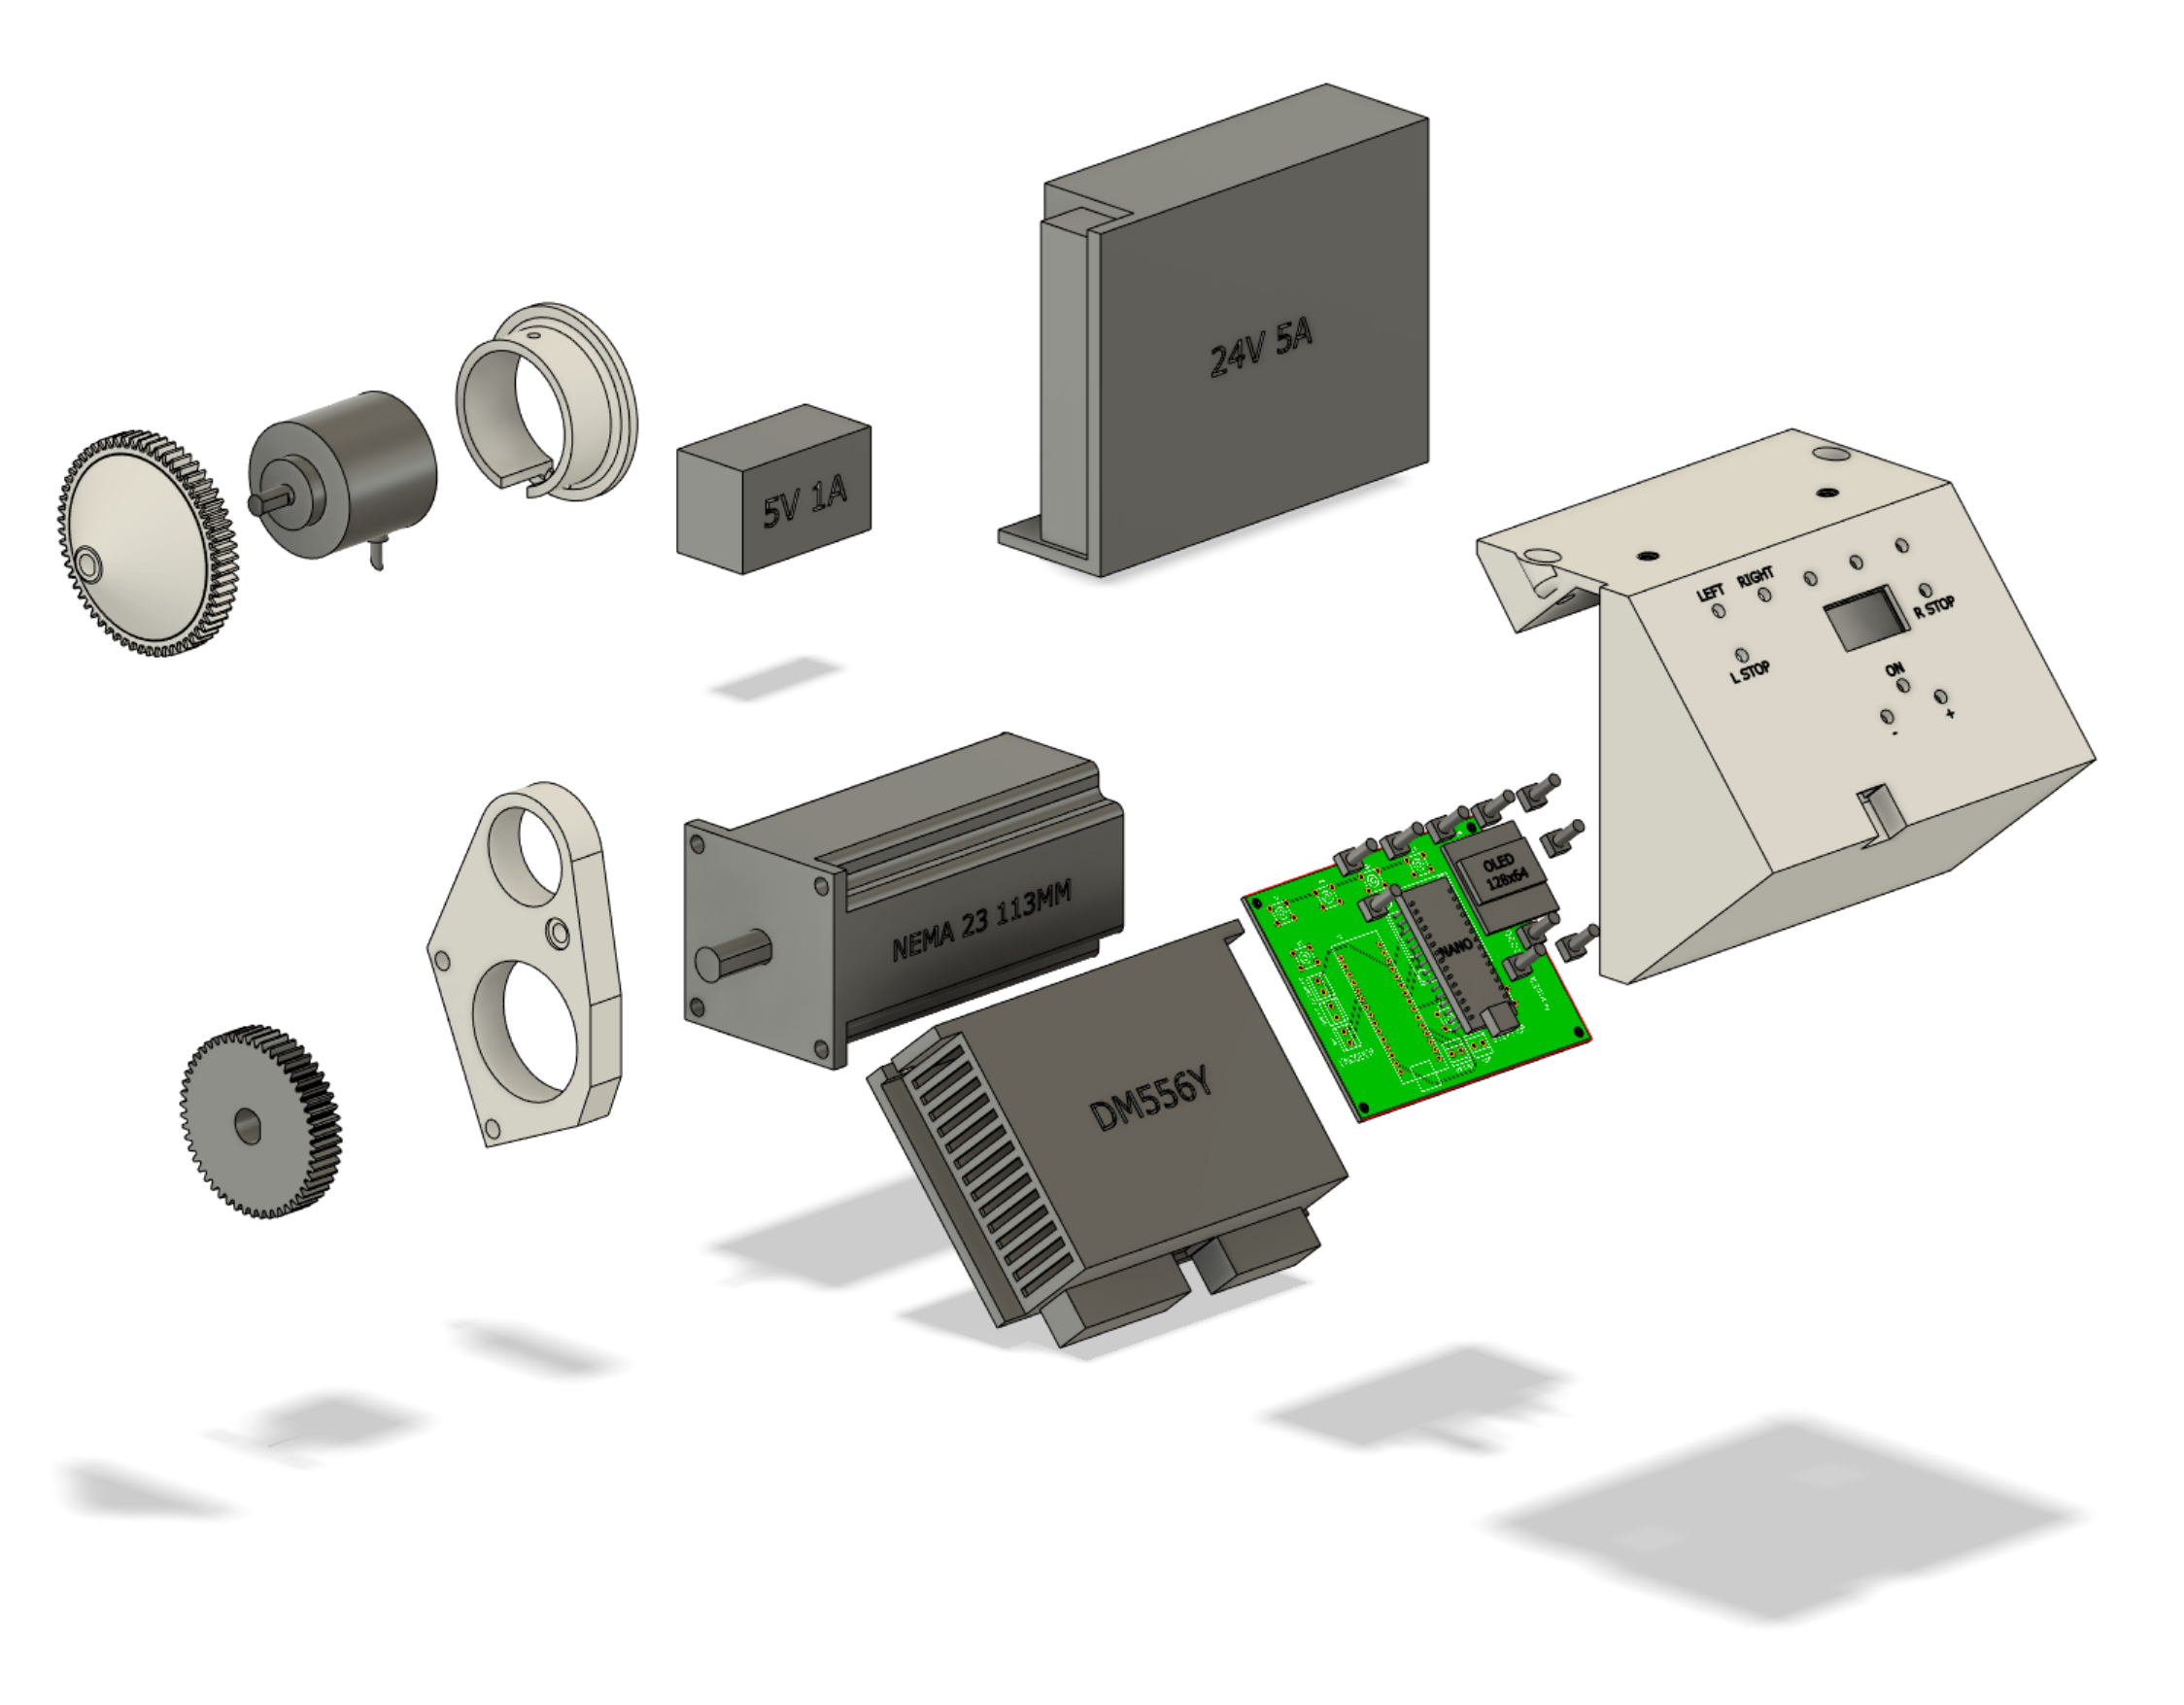 24V 5A
5V 1A
LEFT
RIGHT
R STOP
L STOP
ON
+
-
OLED
128x64
NANO
NEMA 23 113MM
DM556Y